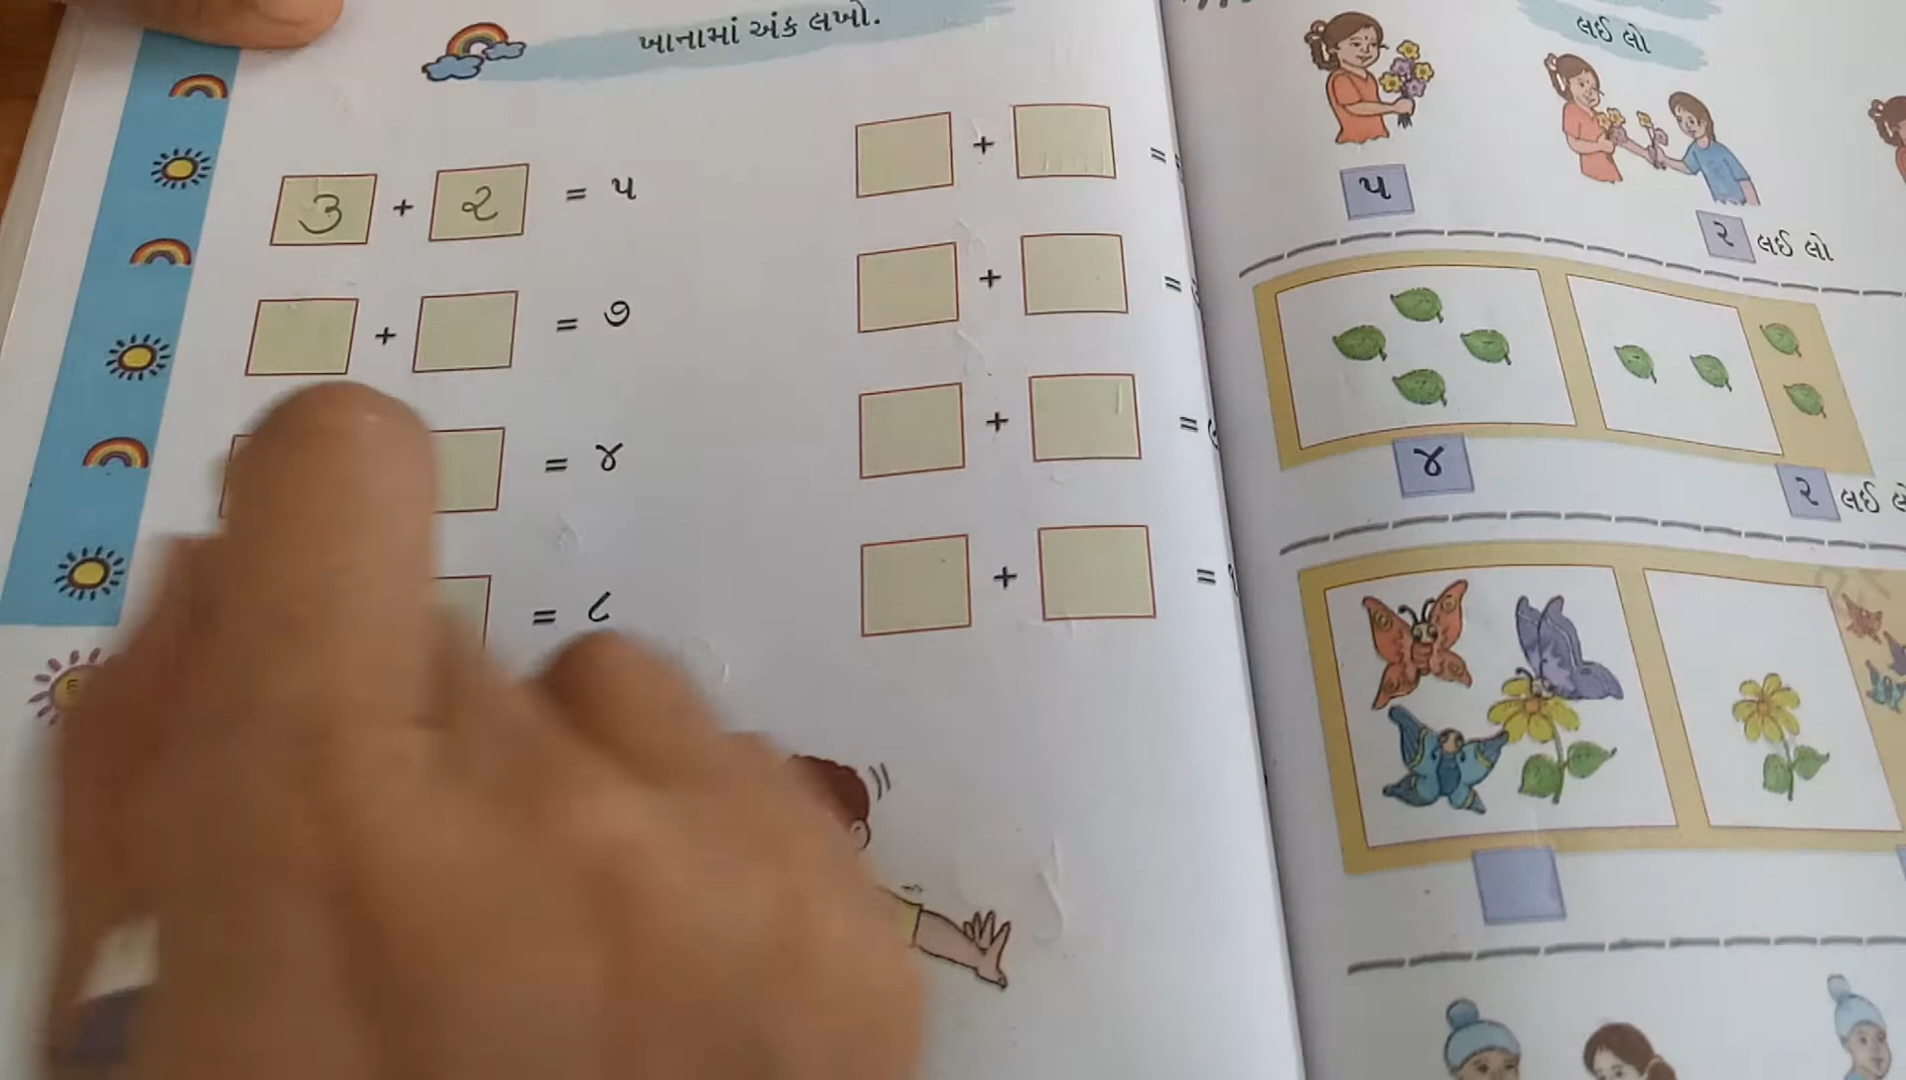 ખાનામાં અંક લખો.
૩ + ૨ = ૫
+ = ૭
= ૪
= ૮
+ =
+ =
+ =
+ =
લઈ લો
૫
૨ લઈ લો
૪
૨ લઈ